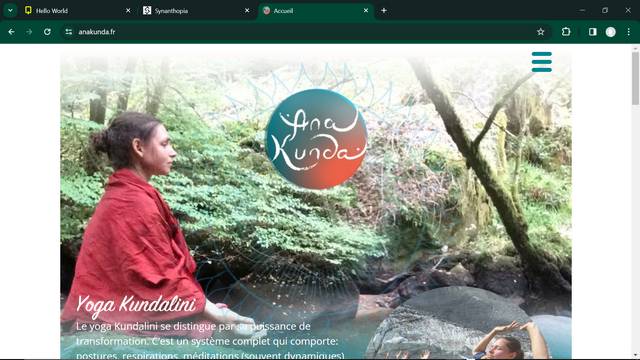 Hello World
Synanthopia
Accueil
anakunda.fr
Ana
Kunda
Yoga Kundalini
Le yoga Kundalini se distingue par sa puissance de
transformation. C'est un système complet qui comporte:
postures, respirations, méditations (souvent dynamiques)